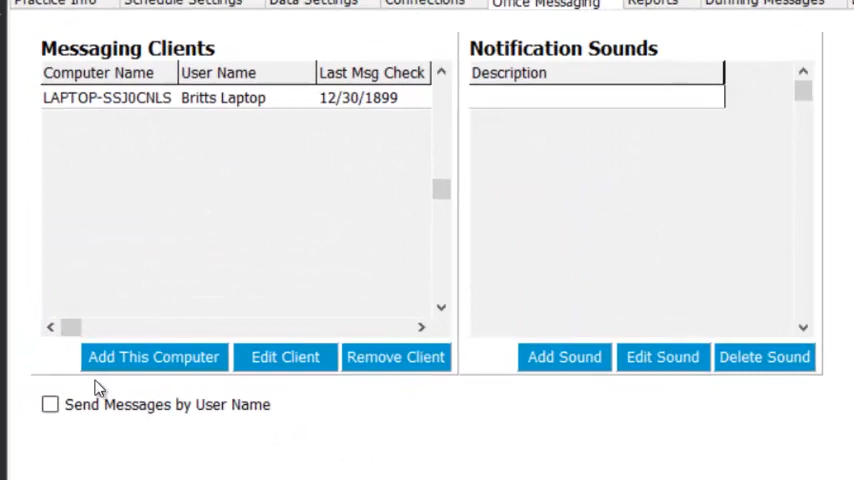 Practice Info Schedule Settings Data Settings Connections Office Messaging Reports Dunning Messages
Messaging Clients
Computer Name User Name Last Msg Check
LAPTOP-SSJ0CNLS Britts Laptop 12/30/1899
Add This Computer Edit Client Remove Client
Notification Sounds
Description
Add Sound Edit Sound Delete Sound
Send Messages by User Name